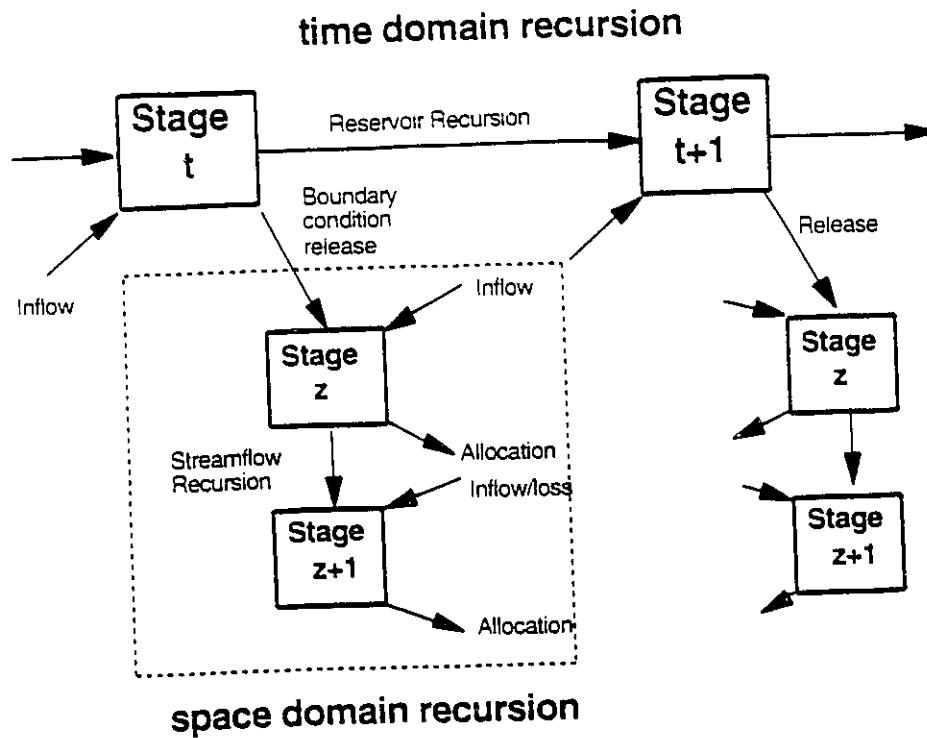 time domain recursion
Stage
t
Reservoir Recursion
Stage
t+1
Boundary
condition
release
Release
Inflow
Inflow
Stage
z
Stage
z
Allocation
Streamflow
Recursion
Inflow/loss
Stage
z+1
Stage
z+1
Allocation
space domain recursion